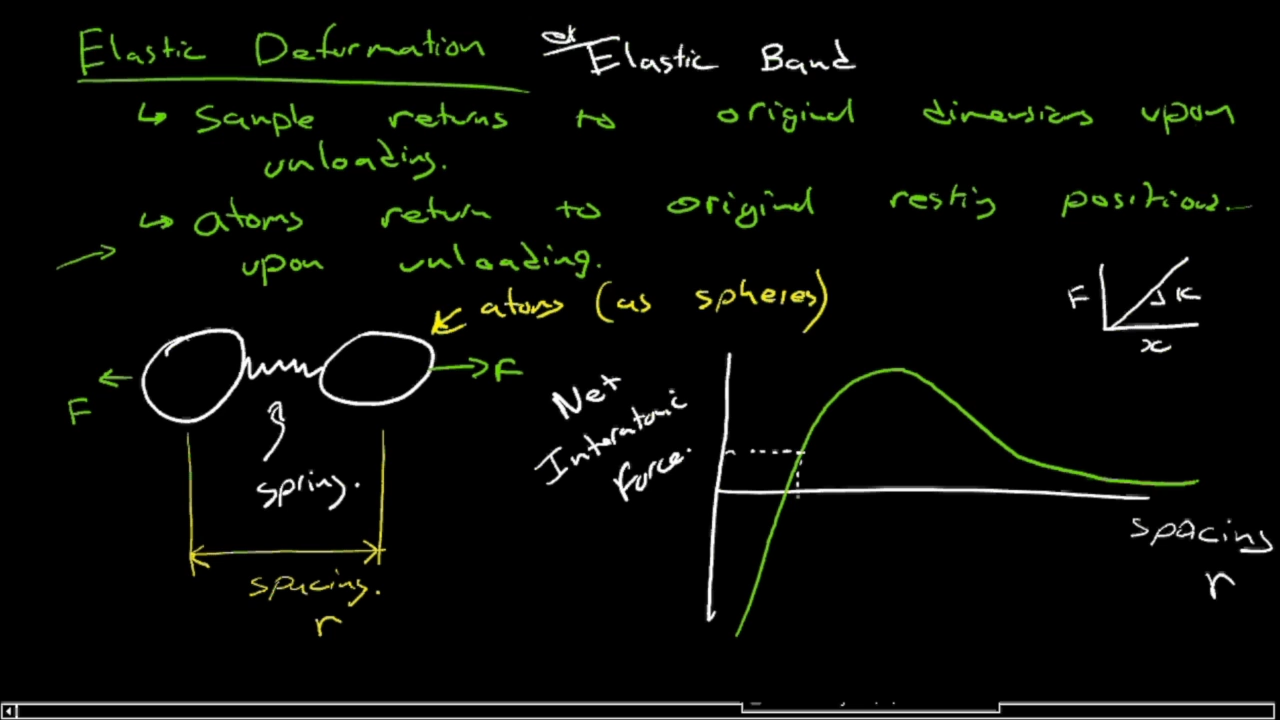 Elastic Deformation ex/ Elastic Band
↳ Sample returns to original dimensions upon
unloading.
↳ atoms return to original resting positions.
upon unloading.
atoms (as spheres)
F
K
x
F
F
spring.
spacing.
r
Net
Interatomic
Force.
spacing
r